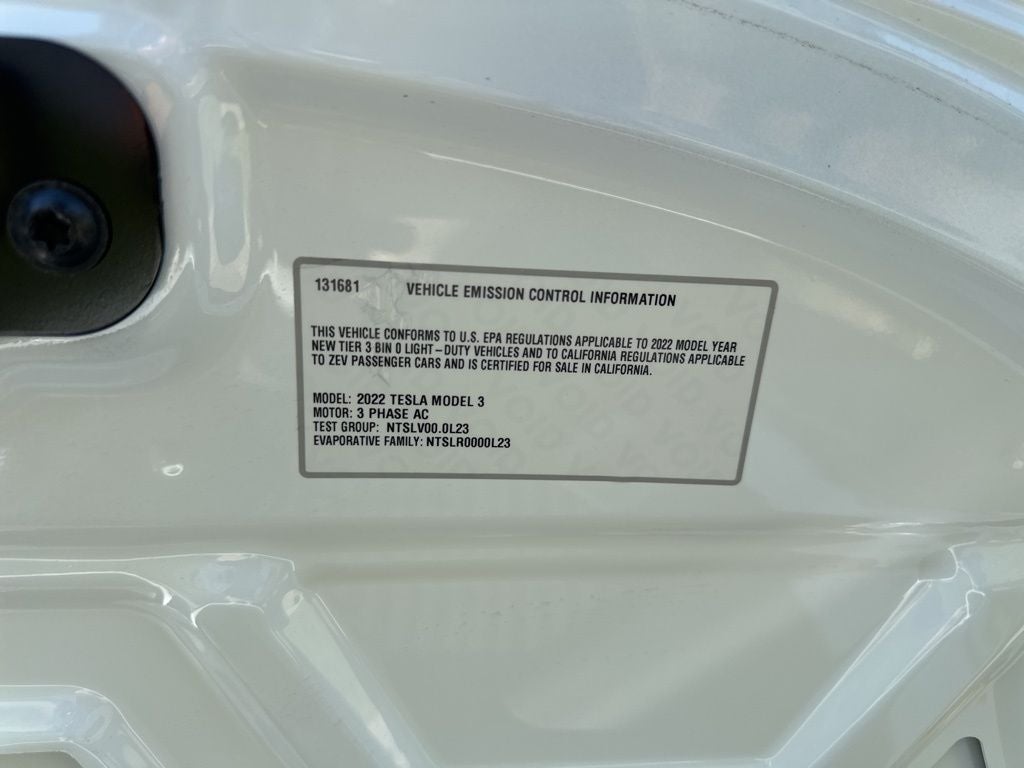 131681 VEHICLE EMISSION CONTROL INFORMATION
THIS VEHICLE CONFORMS TO U.S. EPA REGULATIONS APPLICABLE TO 2022 MODEL YEAR
NEW TIER 3 BIN 0 LIGHT-DUTY VEHICLES AND TO CALIFORNIA REGULATIONS APPLICABLE
TO ZEV PASSENGER CARS AND IS CERTIFIED FOR SALE IN CALIFORNIA.
MODEL: 2022 TESLA MODEL 3
MOTOR: 3 PHASE AC
TEST GROUP: NTSLV00.0L23
EVAPORATIVE FAMILY: NTSLR0000L23